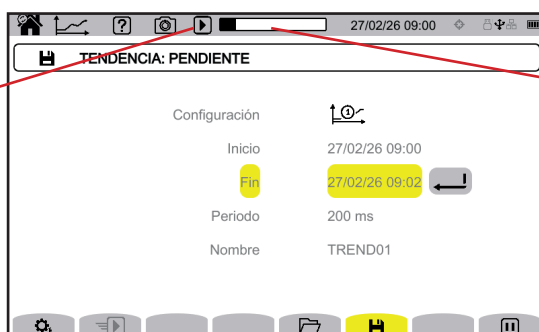 27/02/26 09:00
TENDENCIA: PENDIENTE
Configuración
1
Inicio 27/02/26 09:00
Fin 27/02/26 09:02
Periodo 200 ms
Nombre TREND01